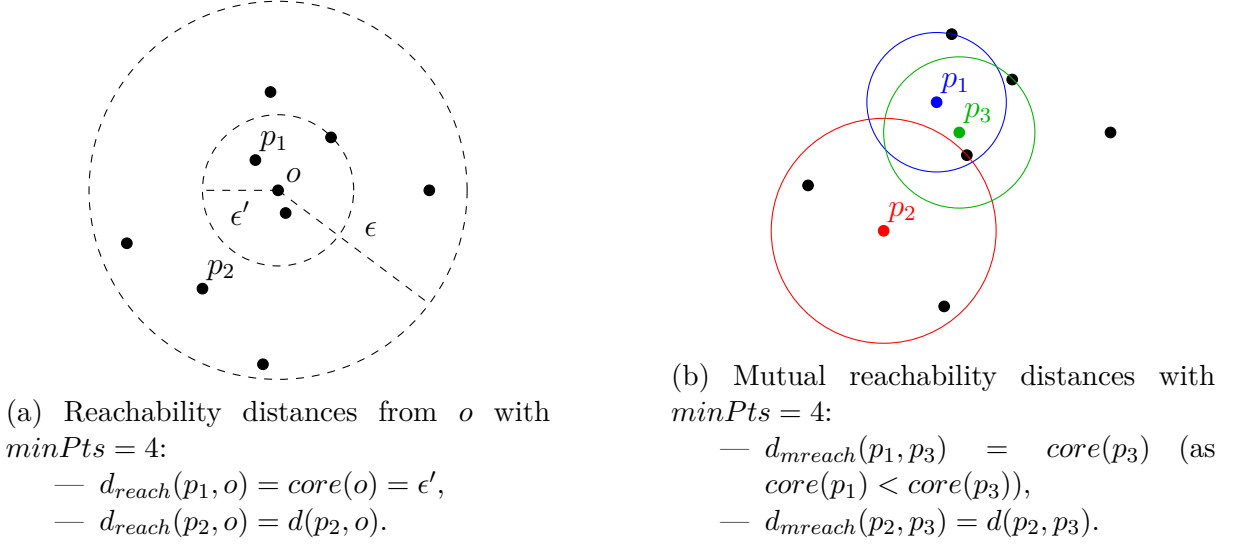 p₁
o
ϵ′
ϵ
p₂
(a) Reachability distances from o with
minPts = 4:
— d_reach(p₁, o) = core(o) = ϵ′,
— d_reach(p₂, o) = d(p₂, o).
p₁
p₃
p₂
(b) Mutual reachability distances with
minPts = 4:
— d_mreach(p₁, p₃) = core(p₃) (as
core(p₁) < core(p₃)),
— d_mreach(p₂, p₃) = d(p₂, p₃).